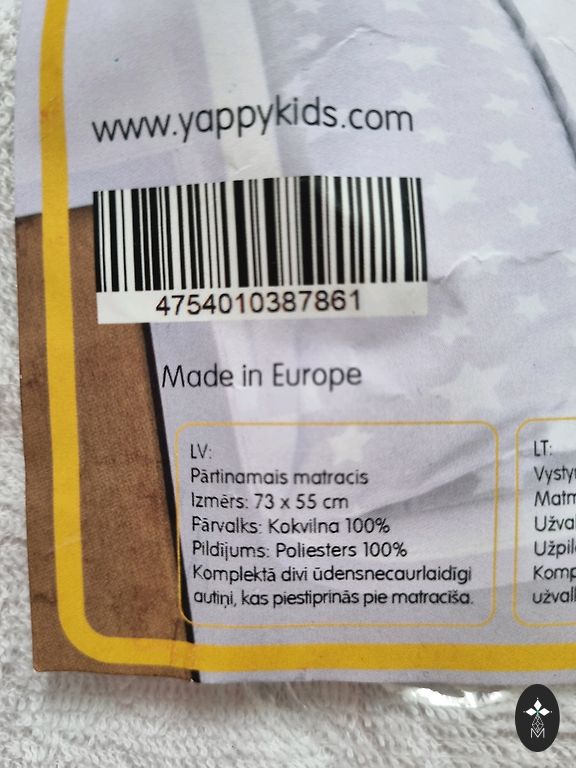 www.yappykids.com
4754010387861
Made in Europe
LV:
Pārtinamais matracis
Izmērs: 73 x 55 cm
Pārvalks: Kokvilna 100%
Pildījums: Poliesters 100%
Komplektā divi ūdensnecaurlaidīgi
autiņi, kas piestiprinās pie matracīša.
LT:
M